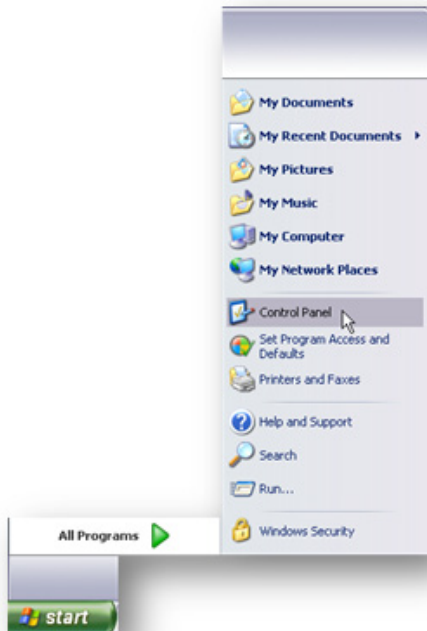 My Documents
My Recent Documents
My Pictures
My Music
My Computer
My Network Places
Control Panel
Set Program Access and
Defaults
Printers and Faxes
Help and Support
Search
Run...
Windows Security
All Programs
start